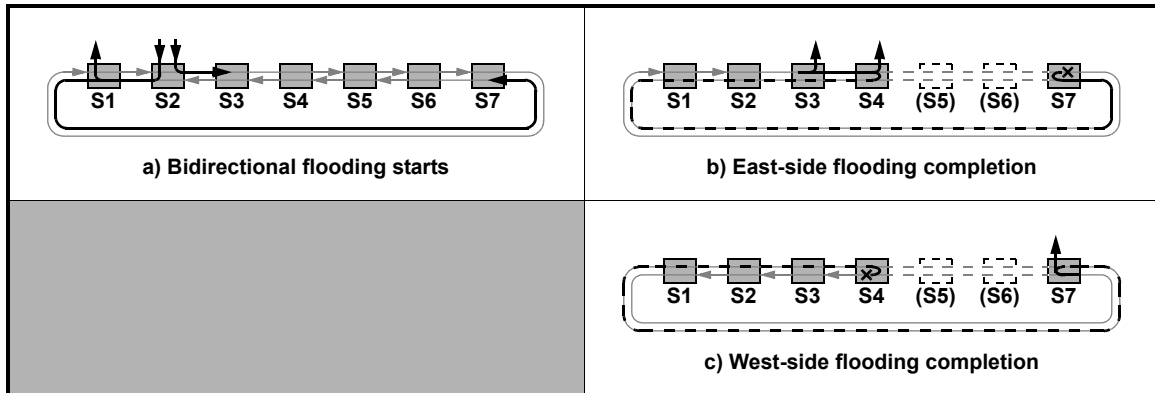 S1 S2 S3 S4 S5 S6 S7
a) Bidirectional flooding starts
S1 S2 S3 S4 (S5) (S6) S7
b) East-side flooding completion
S1 S2 S3 S4 (S5) (S6) S7
c) West-side flooding completion